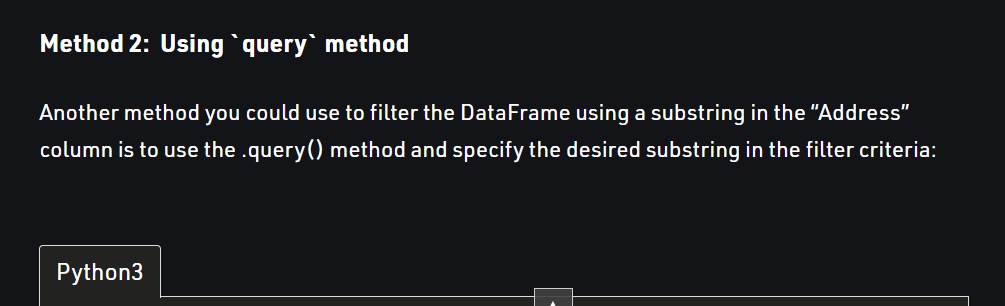 Method 2:  Using `query` method
Another method you could use to filter the DataFrame using a substring in the “Address”
column is to use the .query() method and specify the desired substring in the filter criteria:
Python3